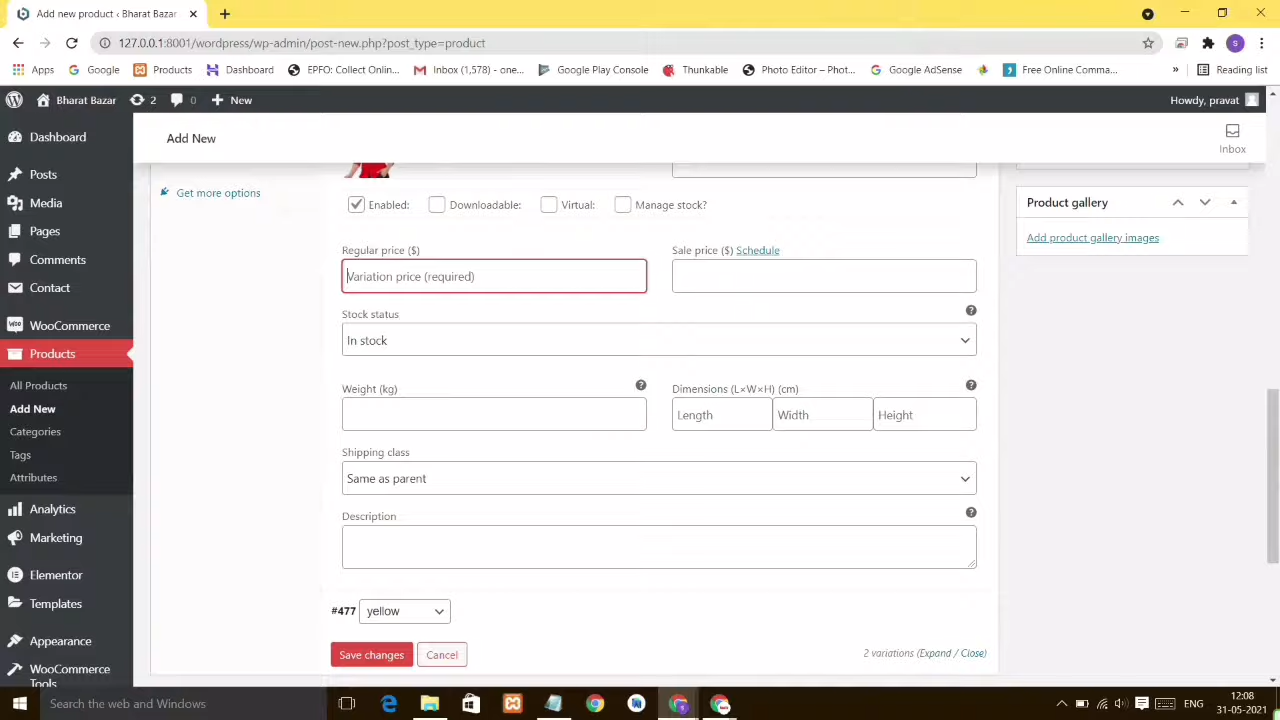 Add new product ‹ Bharat Bazar
127.0.0.1:8001/wordpress/wp-admin/post-new.php?post_type=product
S
Apps Google Products Dashboard EPFO: Collect Onlin... Inbox (1,578) - one... Google Play Console Thunkable Photo Editor – Phot... Google AdSense Free Online Comma... » Reading list
Bharat Bazar 2 0 New Howdy, pravat
Add New
Inbox
Dashboard
Posts
Media
Pages
Comments
Contact
WooCommerce
Products
All Products
Add New
Categories
Tags
Attributes
Analytics
Marketing
Elementor
Templates
Appearance
WooCommerce
Tools
Get more options
Enabled: Downloadable: Virtual: Manage stock?
Regular price ($) Sale price ($) Schedule
Variation price (required)
Stock status
In stock
Weight (kg) Dimensions (L×W×H) (cm)
Length Width Height
Shipping class
Same as parent
Description
#477 yellow
Save changes Cancel 2 variations (Expand / Close)
Product gallery
Add product gallery images
Search the web and Windows
ENG
12:08
31-05-2021